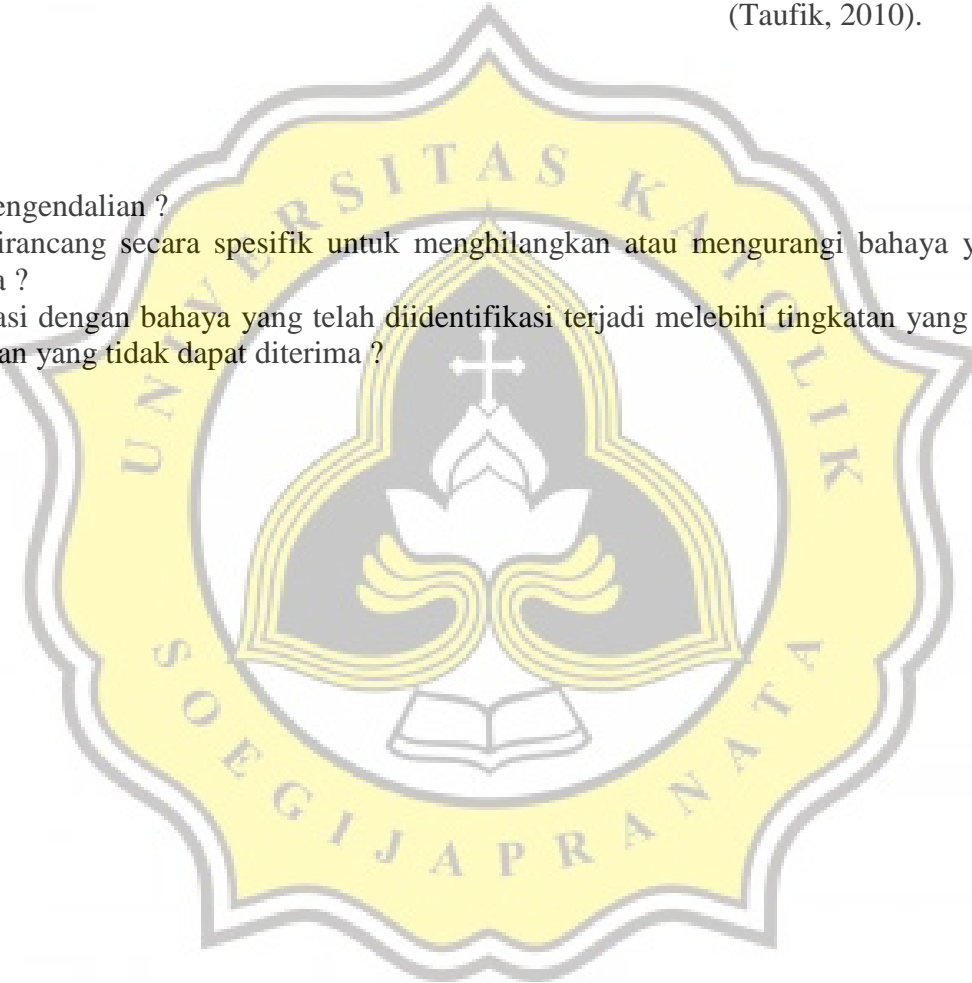 (Taufik, 2010).
engendalian ?
irancang secara spesifik untuk menghilangkan atau mengurangi bahaya y
a ?
asi dengan bahaya yang telah diidentifikasi terjadi melebihi tingkatan yang
an yang tidak dapat diterima ?
UNIVERSITAS KATOLIK
SOEGIJAPRANATA